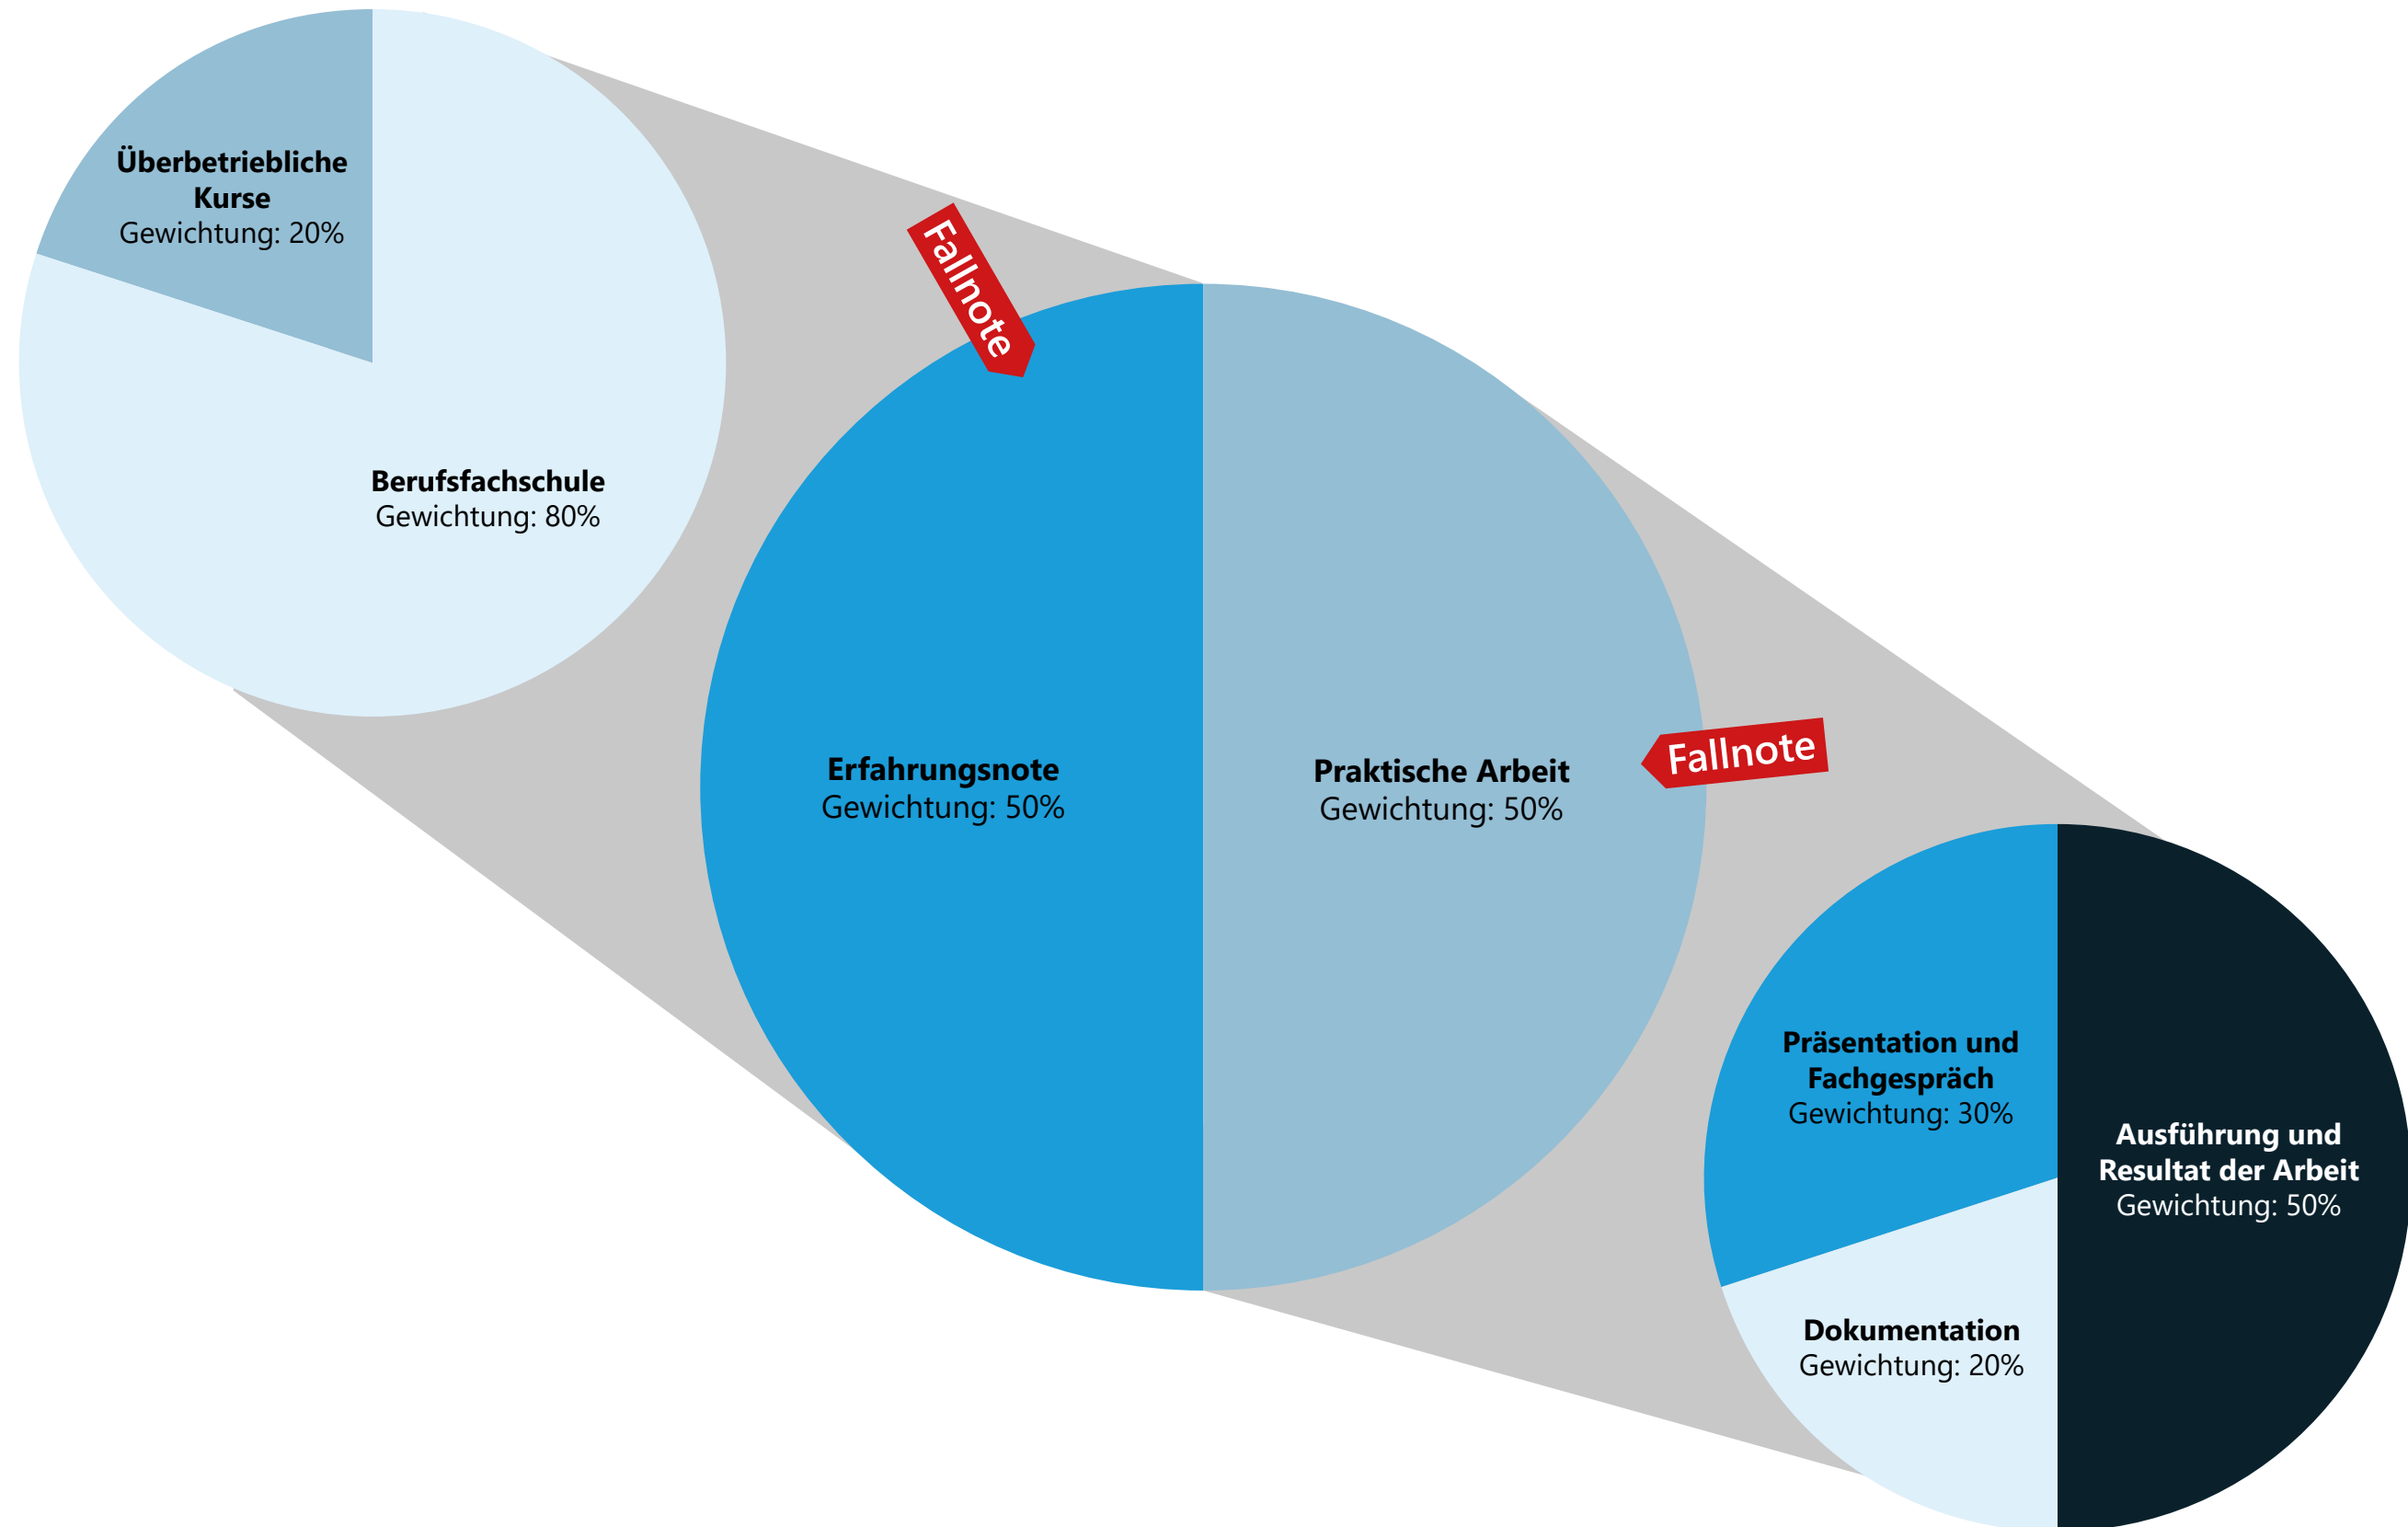 Überbetriebliche
Kurse
Gewichtung: 20%
Berufsfachschule
Gewichtung: 80%
Fallnote
Erfahrungsnote
Gewichtung: 50%
Praktische Arbeit
Gewichtung: 50%
Fallnote
Präsentation und
Fachgespräch
Gewichtung: 30%
Ausführung und
Resultat der Arbeit
Gewichtung: 50%
Dokumentation
Gewichtung: 20%